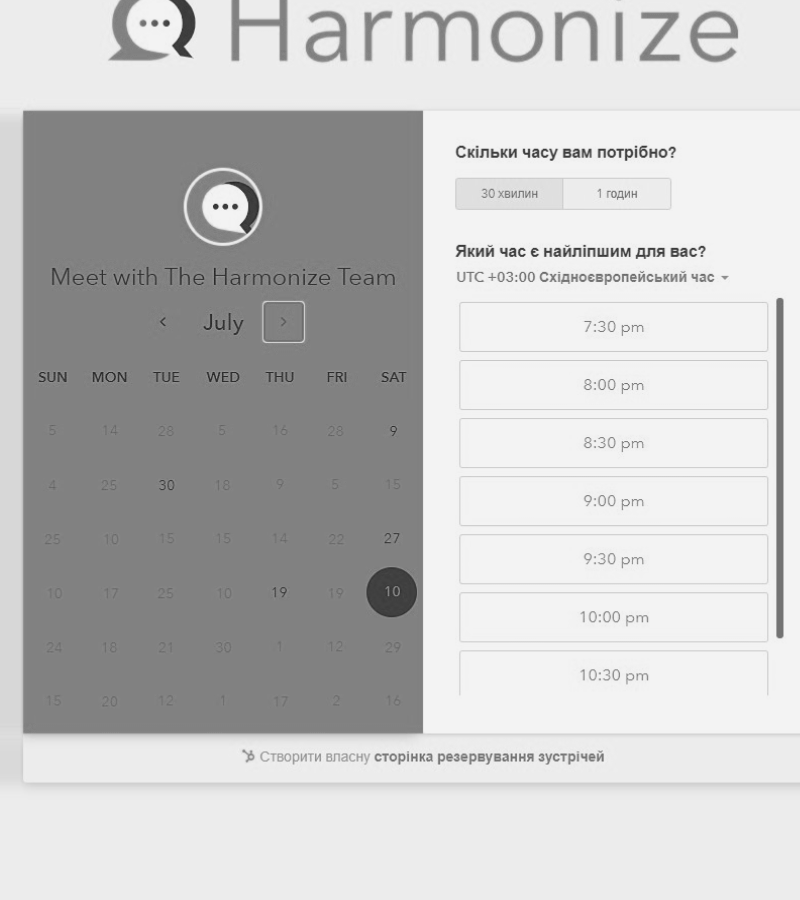 Harmonize
Meet with The Harmonize Team
July
SUN MON TUE WED THU FRI SAT
5 14 28 5 16 28 9
4 25 30 18 9 5 15
25 10 15 15 14 22 27
10 17 25 10 19 19 10
24 18 21 30 1 12 29
15 20 12 1 17 2 16
Скільки часу вам потрібно?
30 хвилин 1 годин
Який час є найліпшим для вас?
UTC +03:00 Східноєвропейський час
7:30 pm
8:00 pm
8:30 pm
9:00 pm
9:30 pm
10:00 pm
10:30 pm
Створити власну сторінка резервування зустрічей